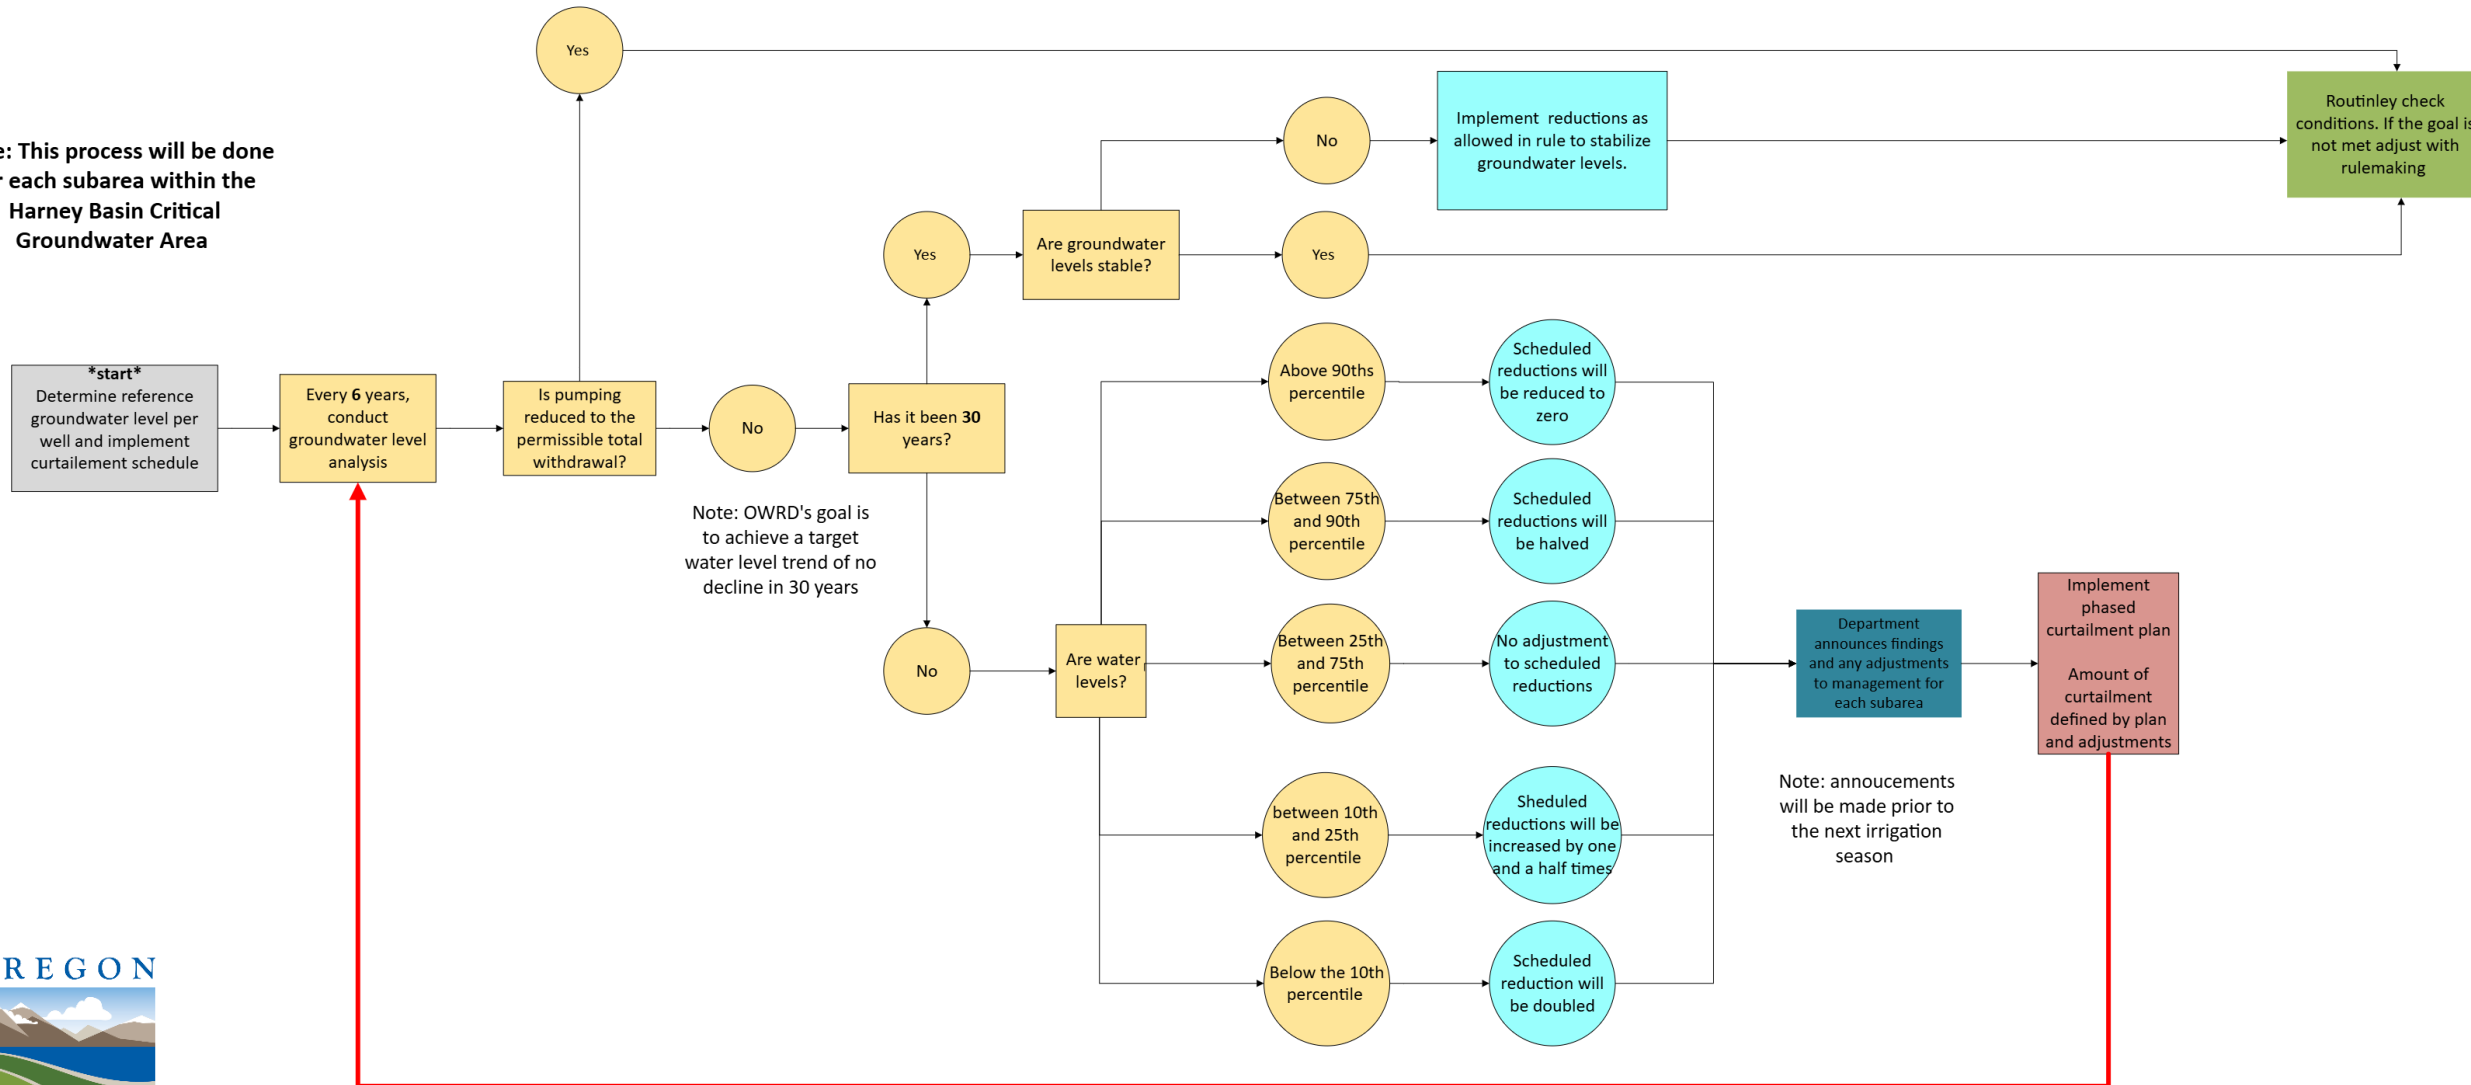 Yes
No
Implement reductions as
allowed in rule to stabilize
groundwater levels.
Routinley check
conditions. If the goal is
not met adjust with
rulemaking
e: This process will be done
r each subarea within the
Harney Basin Critical
Groundwater Area
Yes
Are groundwater
levels stable?
Yes
*start*
Determine reference
groundwater level per
well and implement
curtailement schedule
Every 6 years,
conduct
groundwater level
analysis
Is pumping
reduced to the
permissible total
withdrawal?
No
Has it been 30
years?
Note: OWRD's goal is
to achieve a target
water level trend of no
decline in 30 years
No
Are water
levels?
Above 90ths
percentile
Scheduled
reductions will
be reduced to
zero
Between 75th
and 90th
percentile
Scheduled
reductions will
be halved
Between 25th
and 75th
percentile
No adjustment
to scheduled
reductions
between 10th
and 25th
percentile
Sheduled
reductions will be
increased by one
and a half times
Below the 10th
percentile
Scheduled
reduction will
be doubled
Department
announces findings
and any adjustments
to management for
each subarea
Implement
phased
curtailment plan
Amount of
curtailment
defined by plan
and adjustments
Note: annoucements
will be made prior to
the next irrigation
season
REGON